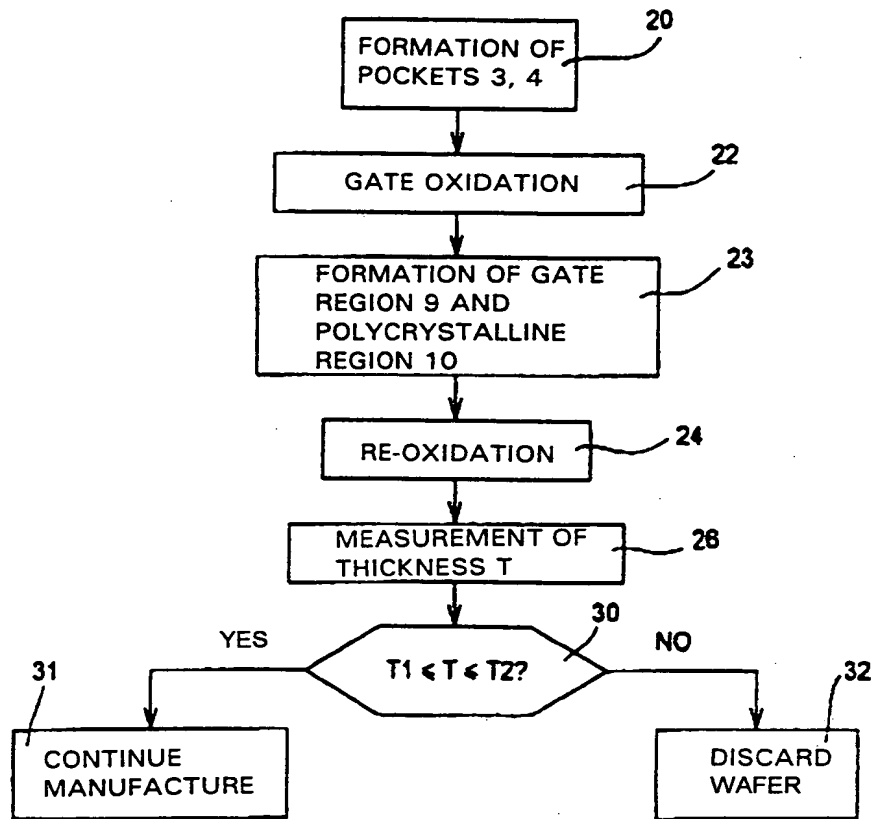 20
FORMATION OF
POCKETS 3, 4
22
GATE OXIDATION
23
FORMATION OF GATE
REGION 9 AND
POLYCRYSTALLINE
REGION 10
24
RE-OXIDATION
26
MEASUREMENT OF
THICKNESS T
30
YES
NO
T1 ≤ T ≤ T2?
31
32
CONTINUE
MANUFACTURE
DISCARD
WAFER